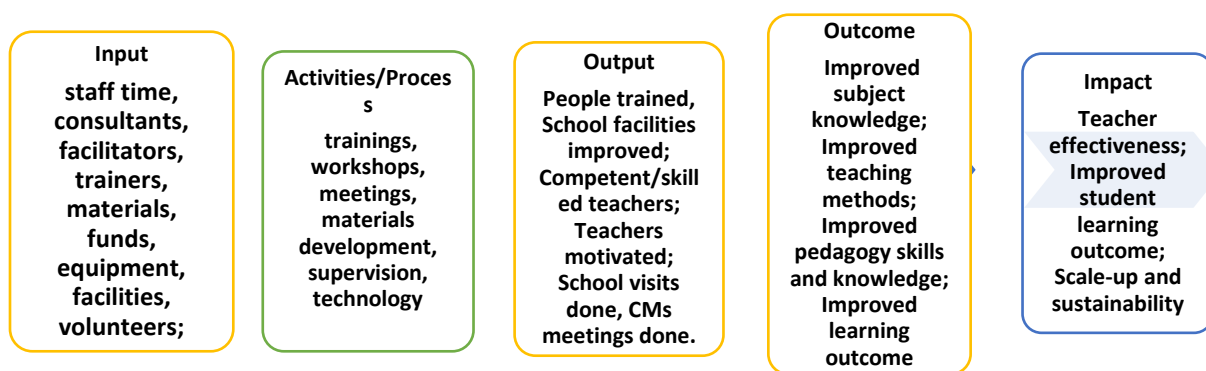 Input
staff time,
consultants,
facilitators,
trainers,
materials,
funds,
equipment,
facilities,
volunteers;
Activities/Proces
s
trainings,
workshops,
meetings,
materials
development,
supervision,
technology
Output
People trained,
School facilities
improved;
Competent/skill
ed teachers;
Teachers
motivated;
School visits
done, CMs
meetings done.
Outcome
Improved
subject
knowledge;
Improved
teaching
methods;
Improved
pedagogy skills
and knowledge;
Improved
learning
outcome
Impact
Teacher
effectiveness;
Improved
student
learning
outcome;
Scale-up and
sustainability